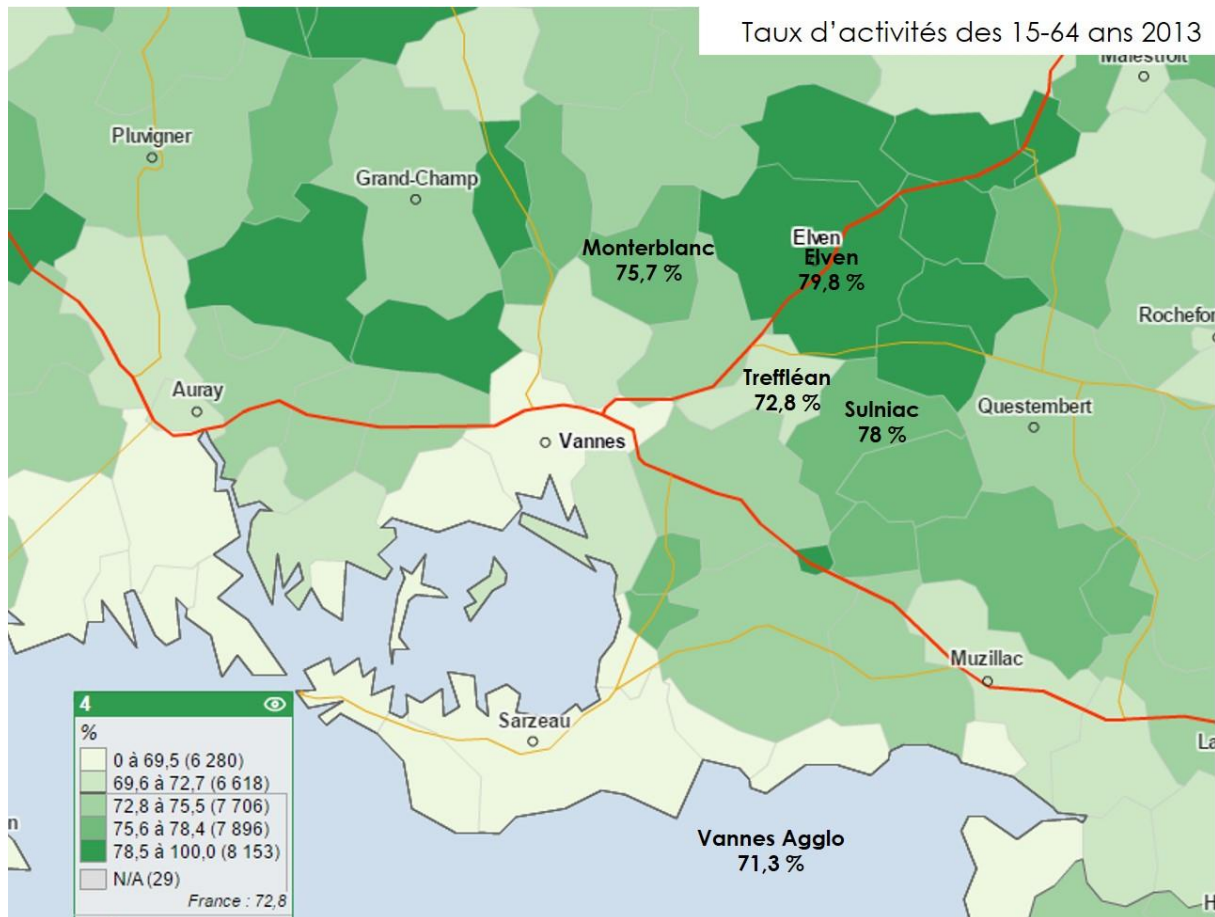 Taux d'activités des 15-64 ans 2013
Malestroit
Pluvigner
Grand-Champ
Monterblanc
75,7 %
Elven
Elven
79,8 %
Rochefor
Treffléan
72,8 %
Auray
Sulniac
78 %
Questembert
Vannes
Muzillac
Sarzeau
La
4
%
0 à 69,5 (6 280)
69,6 à 72,7 (6 618)
72,8 à 75,5 (7 706)
75,6 à 78,4 (7 896)
78,5 à 100,0 (8 153)
N/A (29)
France : 72,8
n
Vannes Agglo
71,3 %
H